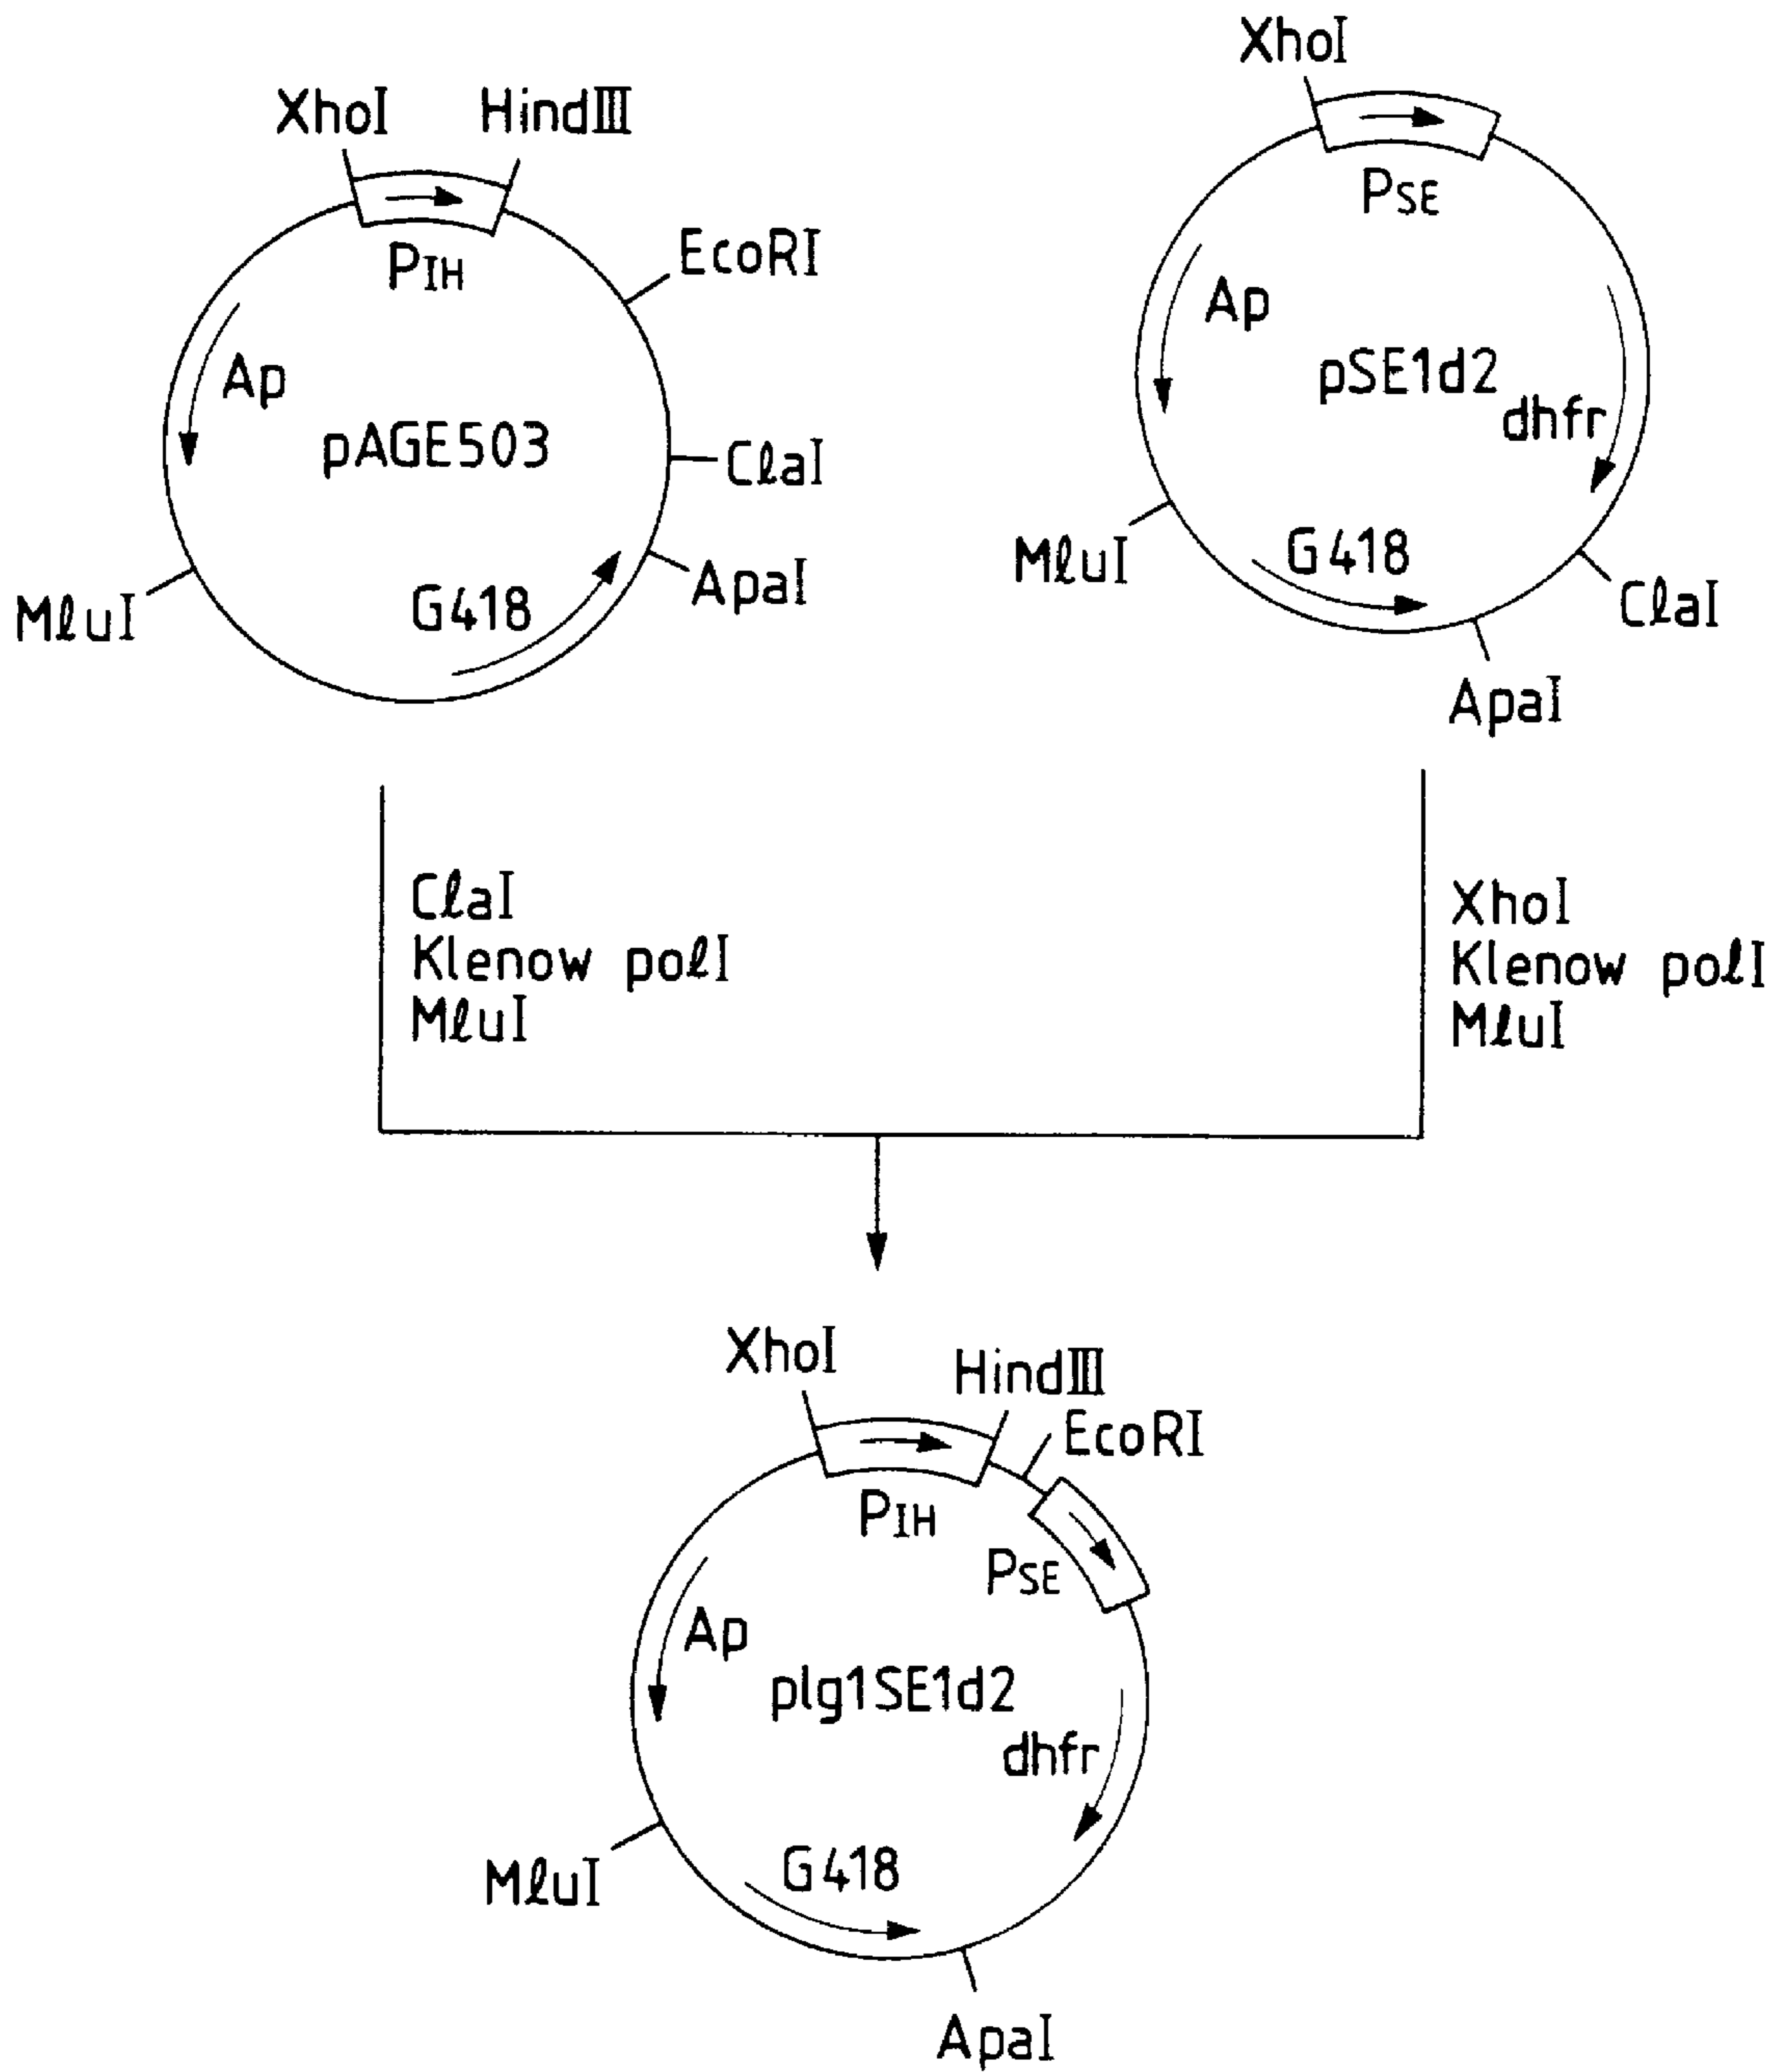 XhoI
HindIII
PIH
EcoRI
Ap
pAGE503
ClaI
ApaI
G418
MluI
XhoI
PSE
Ap
pSE1d2
dhfr
MluI
G418
ClaI
ApaI
ClaI
Klenow polI
MluI
XhoI
Klenow polI
MluI
XhoI
HindIII
EcoRI
PIH
PSE
Ap
pIg1SE1d2
dhfr
MluI
G418
ApaI